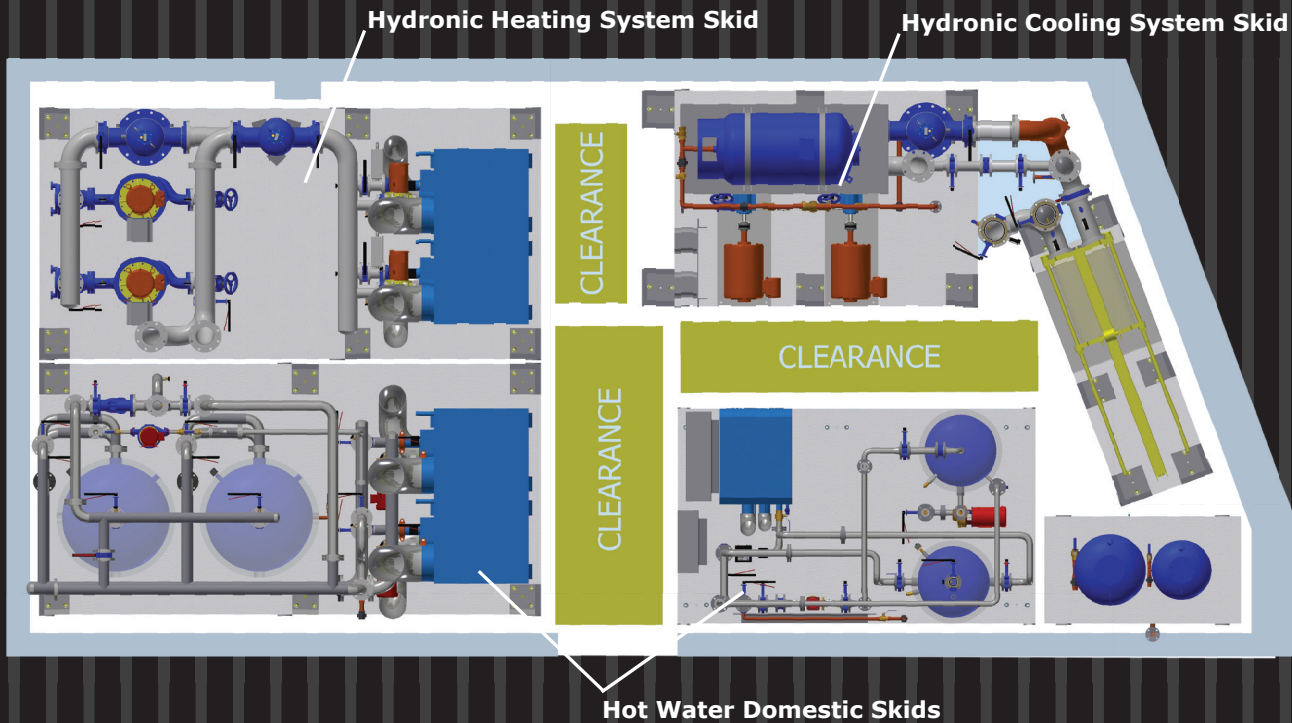 Hydronic Heating System Skid
Hydronic Cooling System Skid
CLEARANCE
CLEARANCE
CLEARANCE
Hot Water Domestic Skids